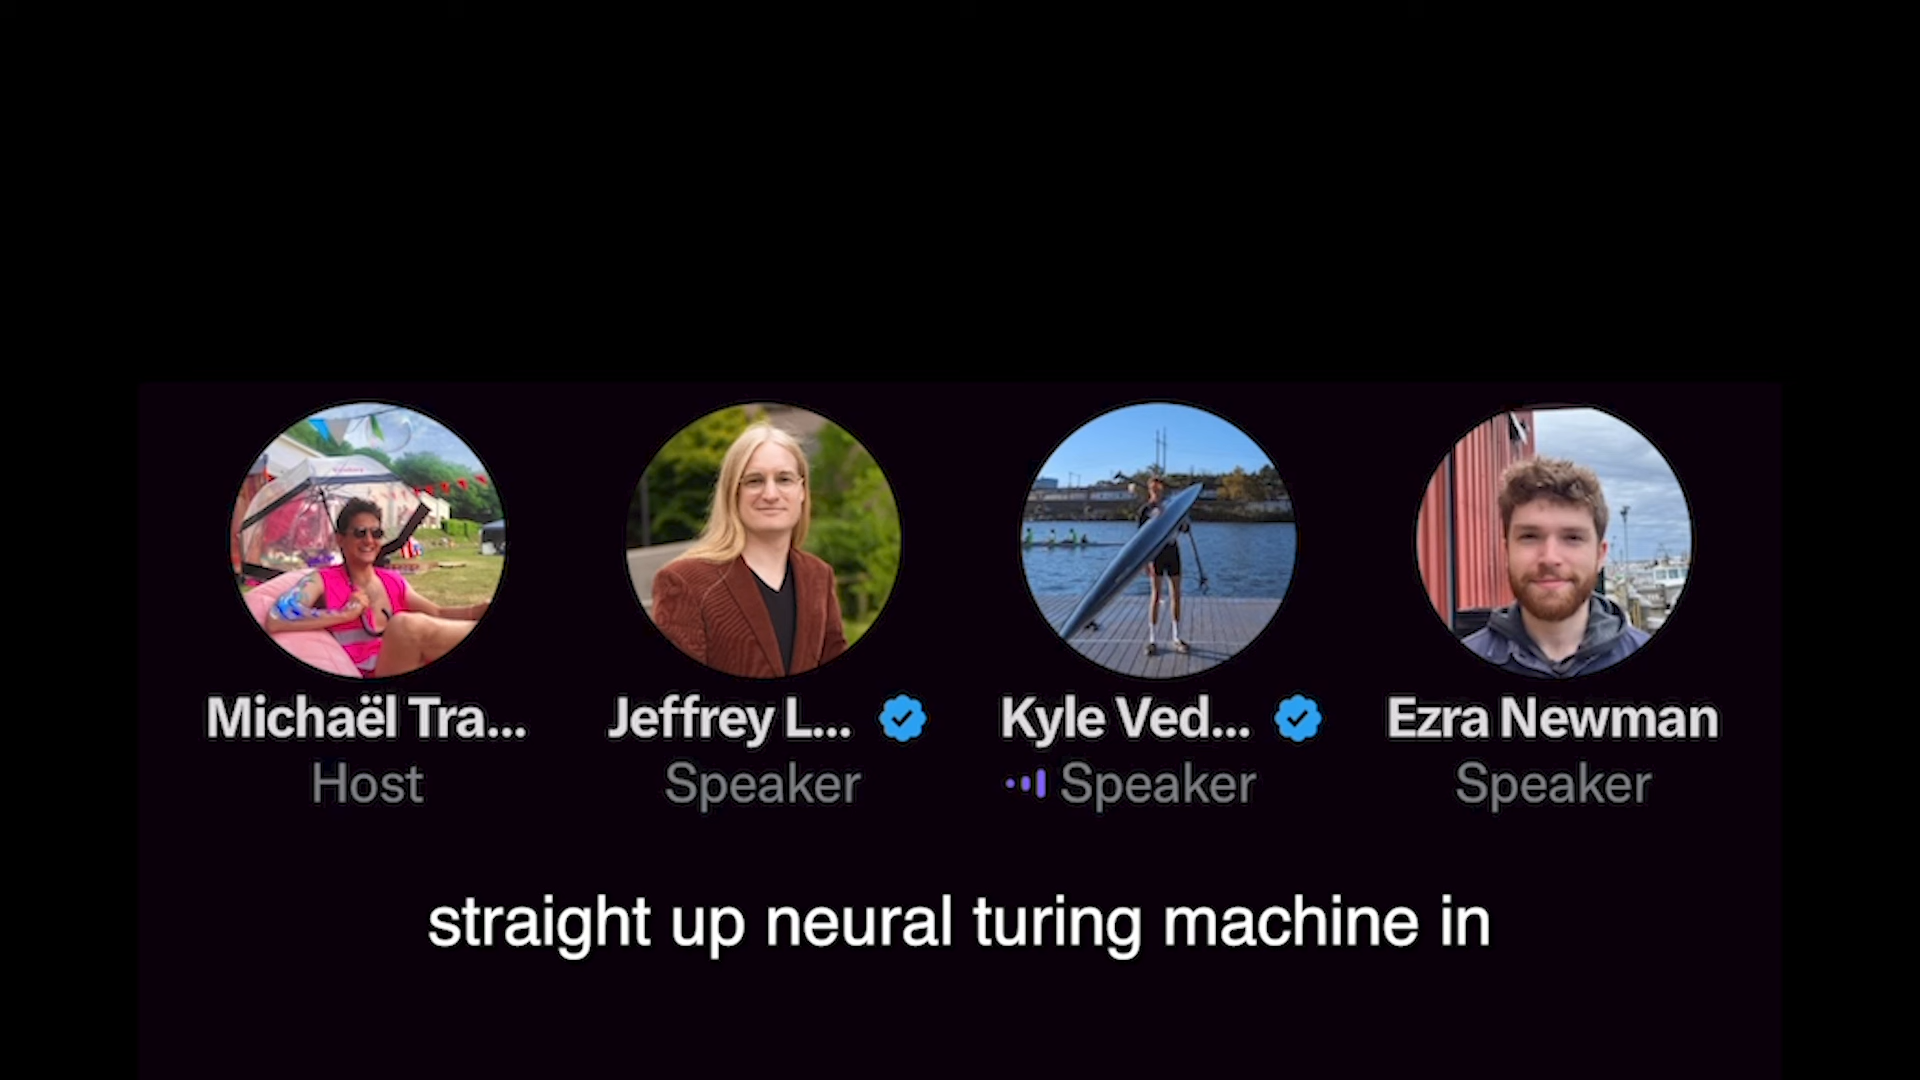 Michaël Tra...
Host
Jeffrey L...
Speaker
Kyle Ved...
Speaker
Ezra Newman
Speaker
straight up neural turing machine in